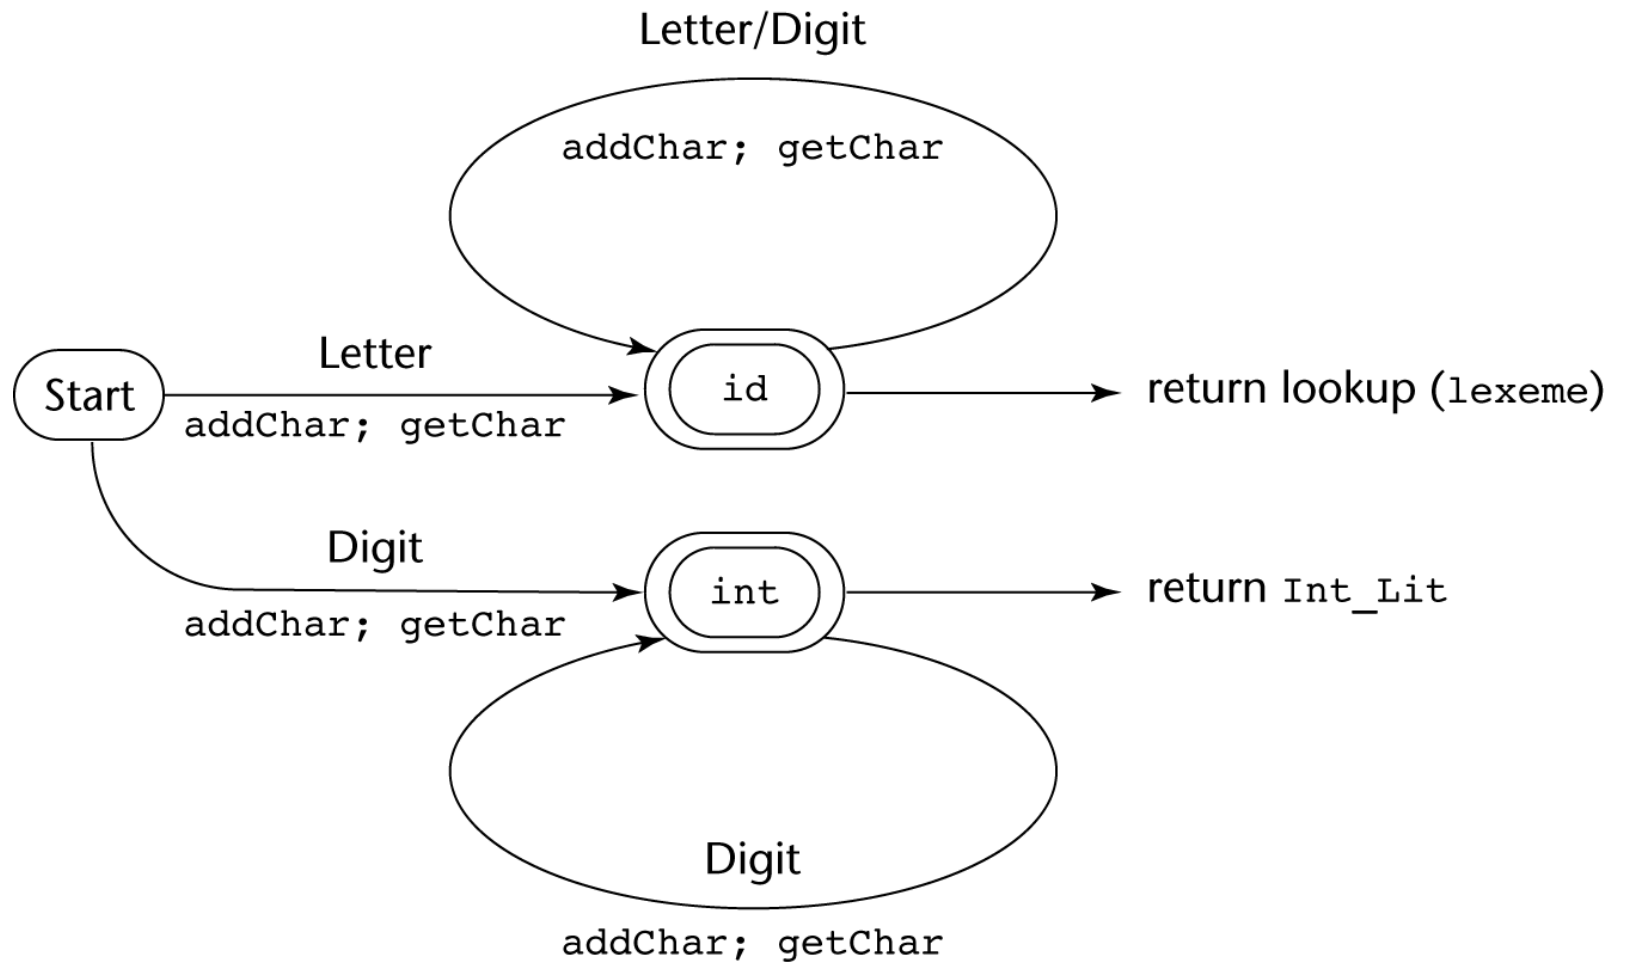 Letter/Digit
addChar; getChar
Letter
Start
id
return lookup (lexeme)
addChar; getChar
Digit
int
return Int_Lit
addChar; getChar
Digit
addChar; getChar